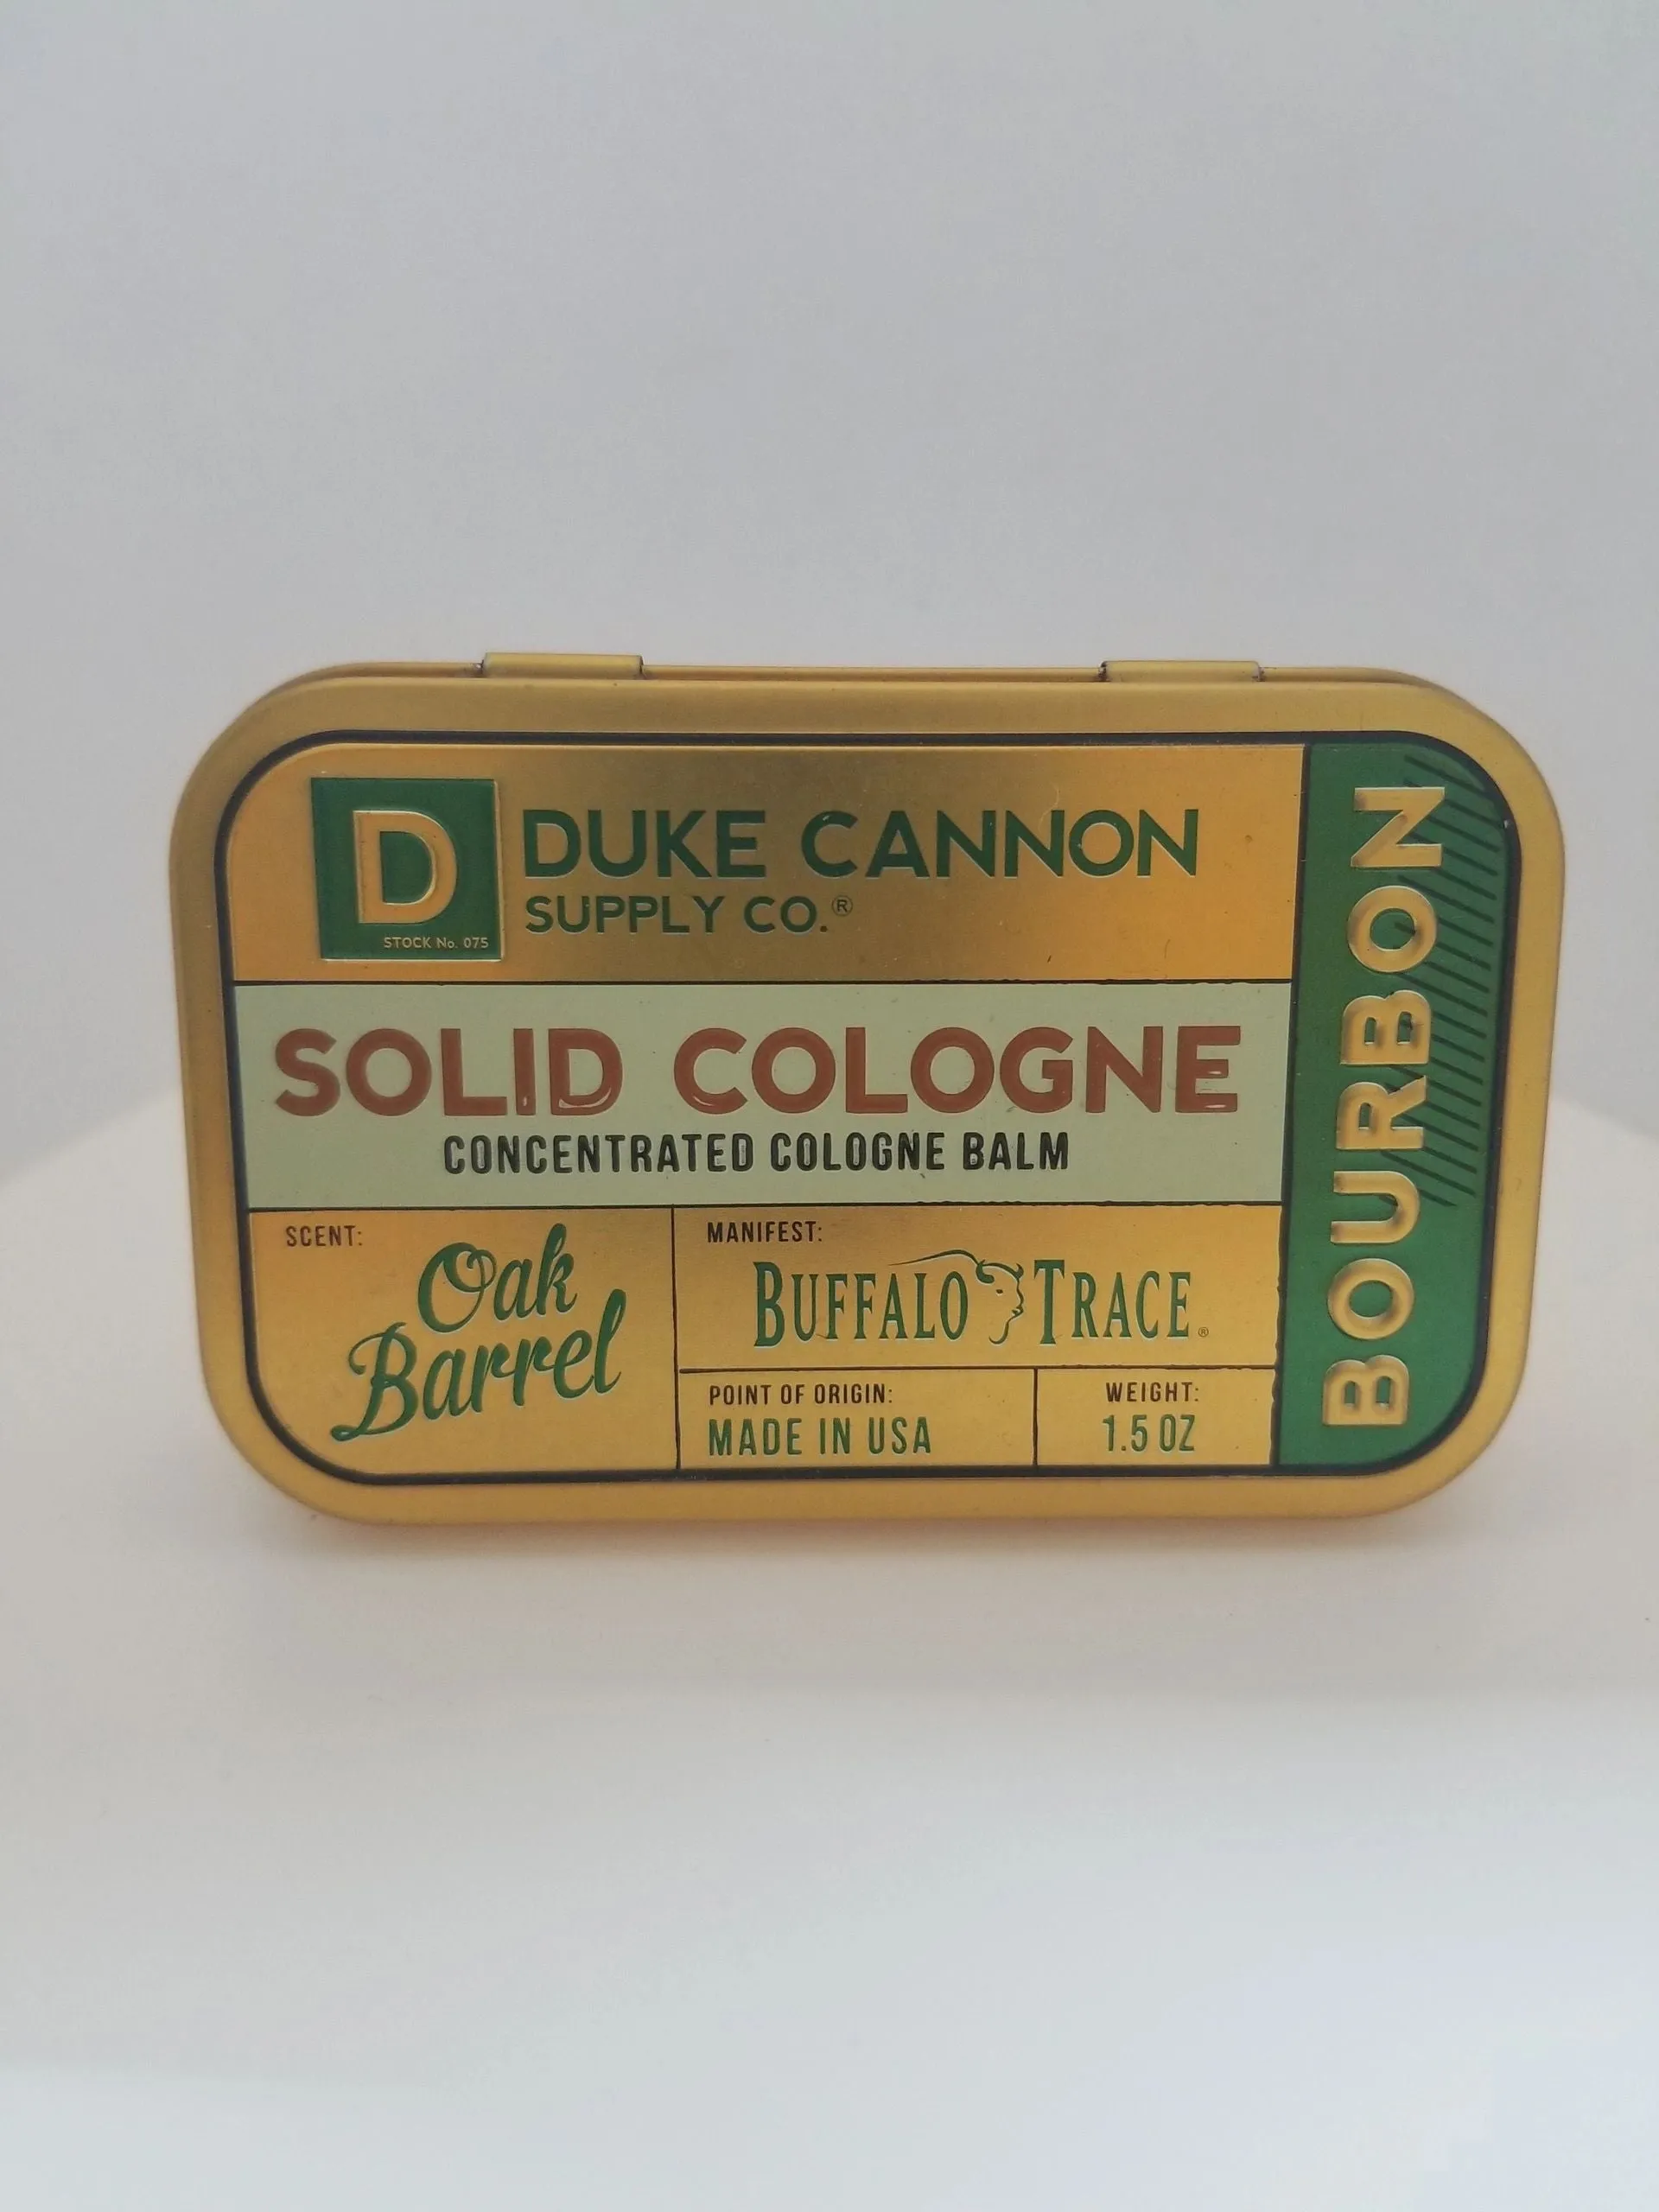 D
STOCK No. 075
DUKE CANNON
SUPPLY CO.®
SOLID COLOGNE
CONCENTRATED COLOGNE BALM
SCENT:
Oak
Barrel
MANIFEST:
BUFFALO TRACE®
POINT OF ORIGIN:
MADE IN USA
WEIGHT:
1.5 OZ
BOURBON